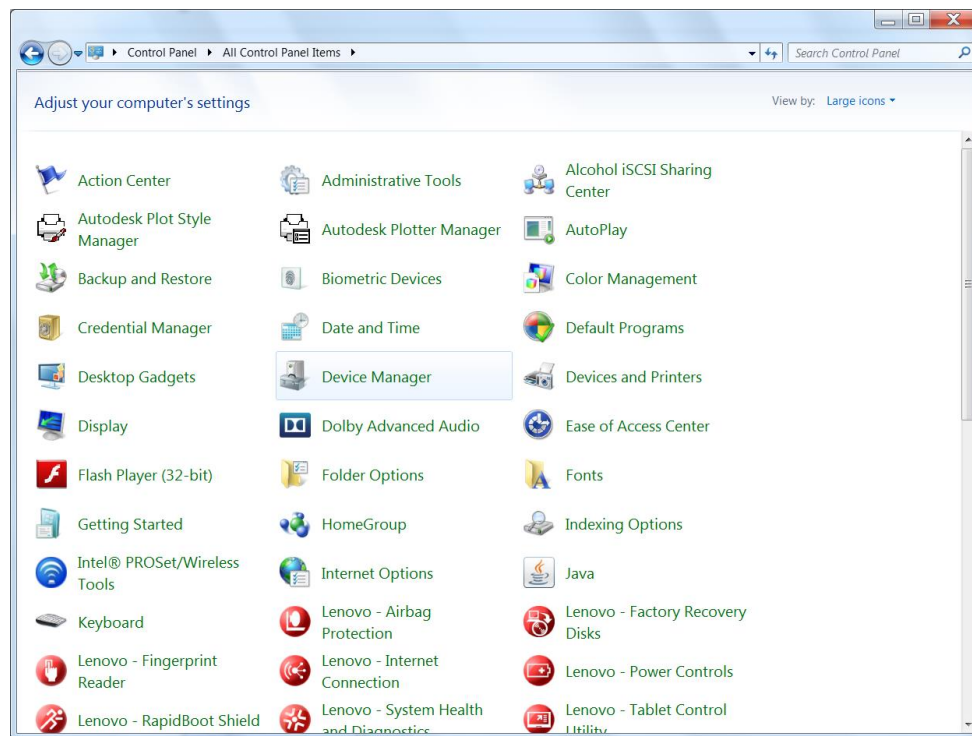 Control Panel All Control Panel Items
Search Control Panel
Adjust your computer's settings
View by: Large icons
Action Center
Administrative Tools
Alcohol iSCSI Sharing
Center
Autodesk Plot Style
Manager
Autodesk Plotter Manager
AutoPlay
Backup and Restore
Biometric Devices
Color Management
Credential Manager
Date and Time
Default Programs
Desktop Gadgets
Device Manager
Devices and Printers
Display
Dolby Advanced Audio
Ease of Access Center
Flash Player (32-bit)
Folder Options
Fonts
Getting Started
HomeGroup
Indexing Options
Intel® PROSet/Wireless
Tools
Internet Options
Java
Keyboard
Lenovo - Airbag
Protection
Lenovo - Factory Recovery
Disks
Lenovo - Fingerprint
Reader
Lenovo - Internet
Connection
Lenovo - Power Controls
Lenovo - RapidBoot Shield
Lenovo - System Health
and Diagnostics
Lenovo - Tablet Control
Utility